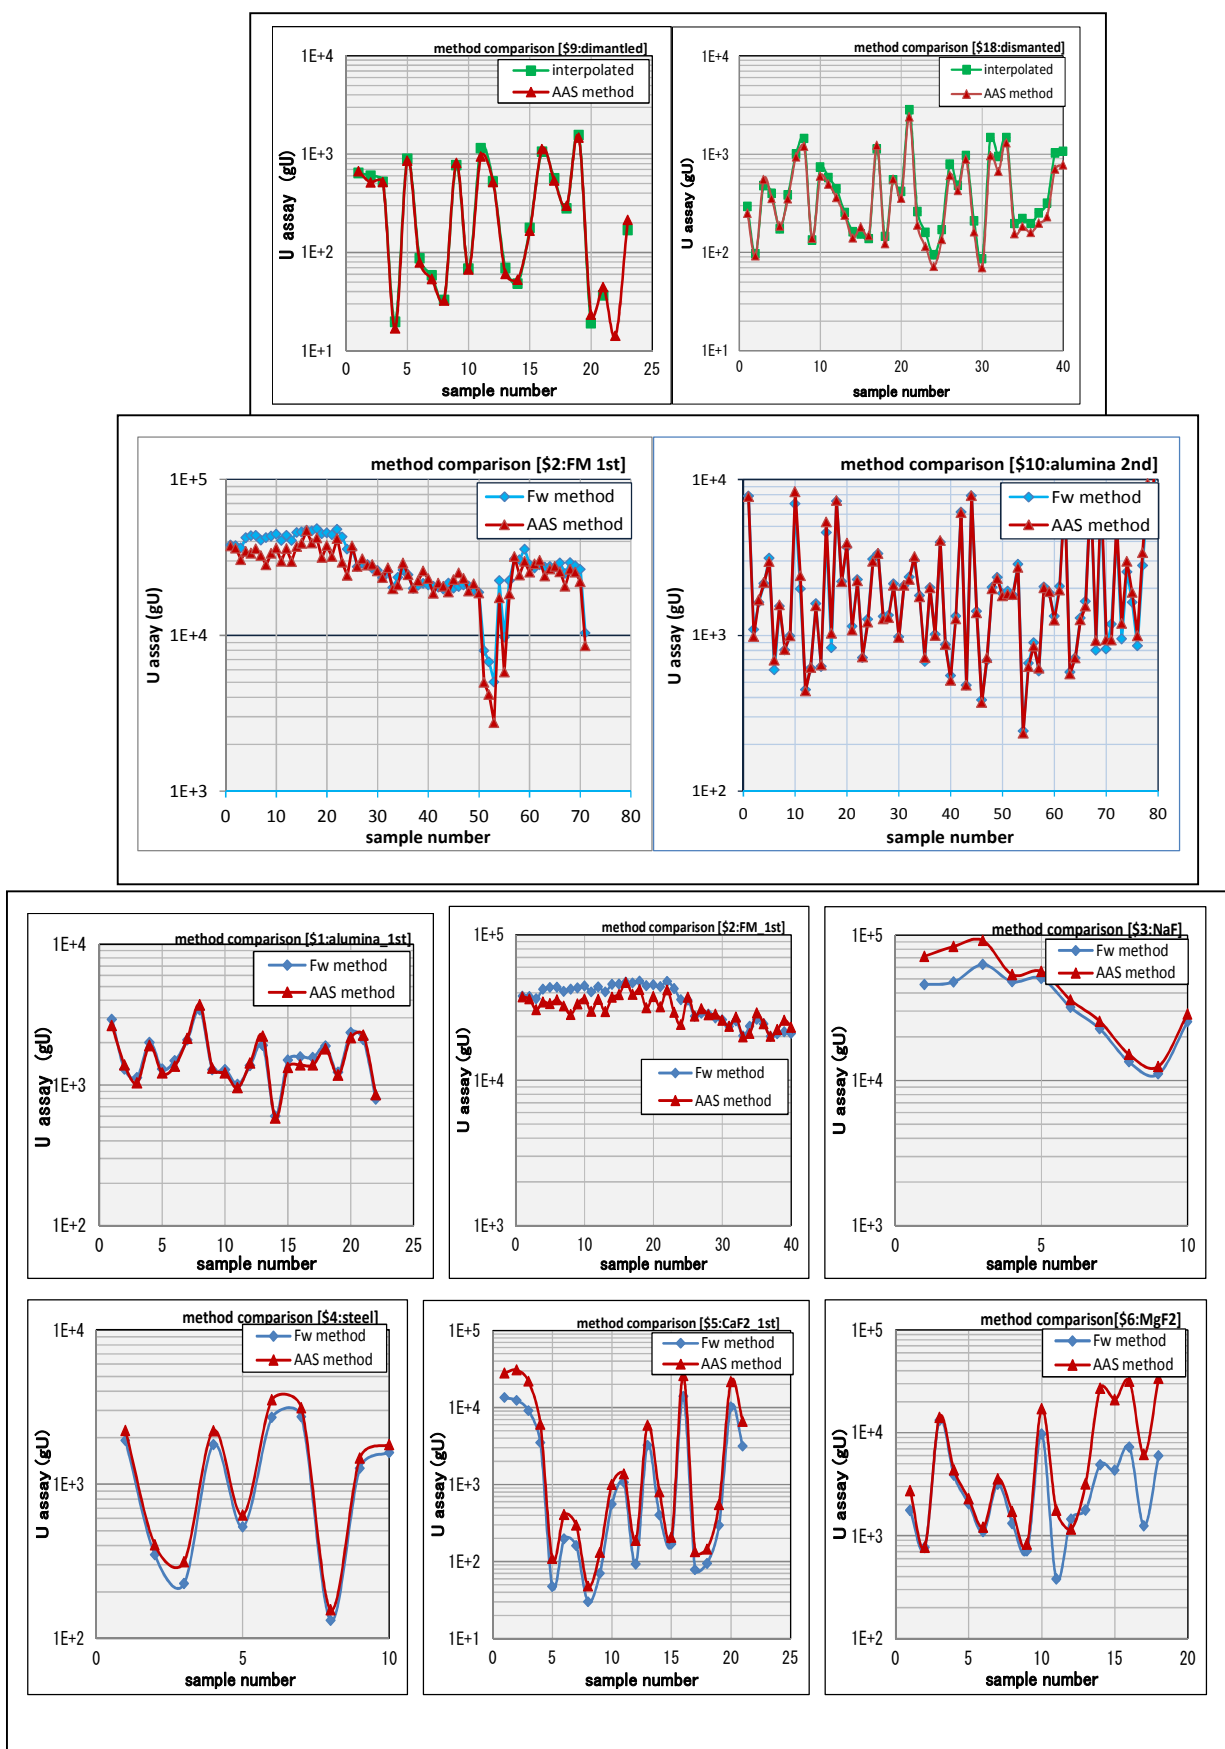 method comparison [$9:dimantled]
1E+4
interpolated
AAS method
1E+3
1E+2
1E+1
U assay (gU)
0 5 10 15 20 25
sample number
method comparison [$18:dismanted]
1E+4
interpolated
AAS method
1E+3
1E+2
1E+1
U assay (gU)
0 10 20 30 40
sample number
method comparison [$2:FM 1st]
1E+5
Fw method
AAS method
1E+4
1E+3
U assay (gU)
0 10 20 30 40 50 60 70 80
sample number
method comparison [$10:alumina 2nd]
1E+4
Fw method
AAS method
1E+3
1E+2
U assay (gU)
0 10 20 30 40 50 60 70 80
sample number
method comparison [$1:alumina_1st]
1E+4
Fw method
AAS method
1E+3
1E+2
U assay (gU)
0 5 10 15 20 25
sample number
method comparison [$2:FM_1st]
1E+5
Fw method
AAS method
1E+4
1E+3
U assay (gU)
0 10 20 30 40
sample number
method comparison [$3:NaF]
1E+5
Fw method
AAS method
1E+4
1E+3
U assay (gU)
0 5 10
sample number
method comparison [$4:steel]
1E+4
Fw method
AAS method
1E+3
1E+2
U assay (gU)
0 5 10
sample number
method comparison [$5:CaF2_1st]
1E+5
Fw method
AAS method
1E+4
1E+3
1E+2
1E+1
U assay (gU)
0 5 10 15 20 25
sample number
method comparison[$6:MgF2]
1E+5
Fw method
AAS method
1E+4
1E+3
1E+2
U assay (gU)
0 5 10 15 20
sample number